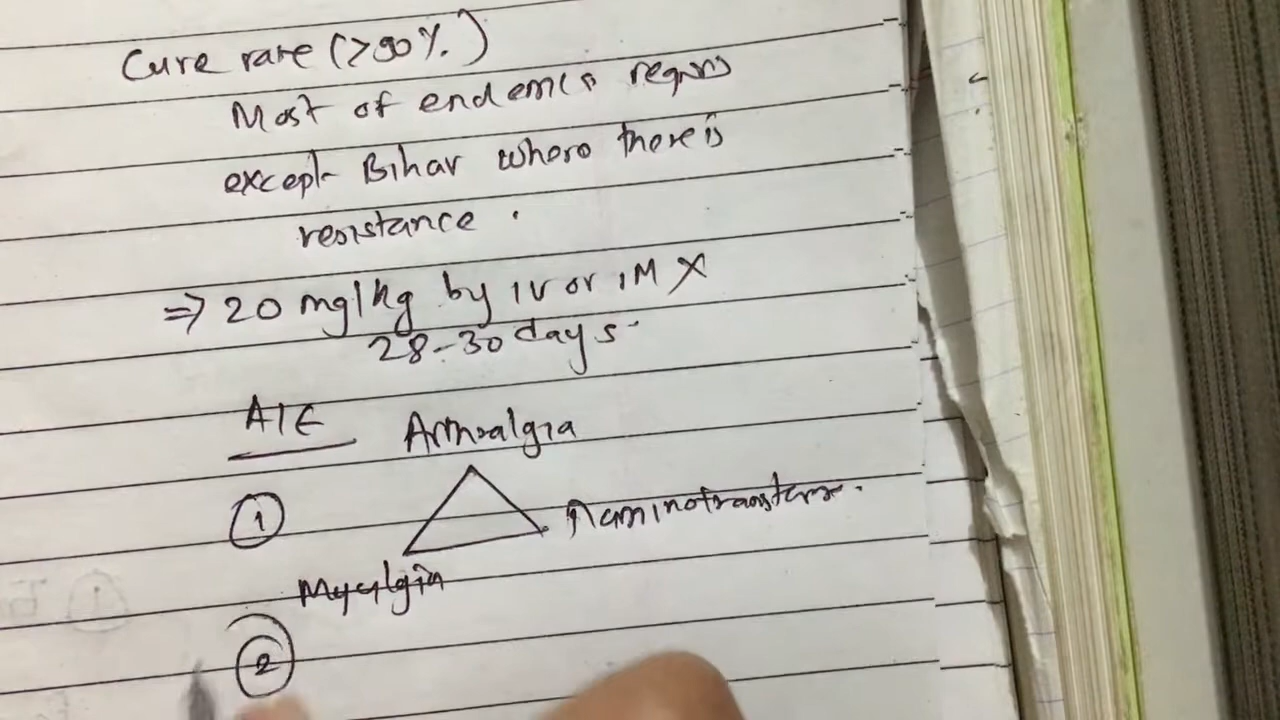 Cure rate (>90%.)
Most of endemic regions
except Bihar where there is
resistance.
=> 20 mg/kg by IV or IM X
28-30 days.
A/E Arthralgia
1
↑aminotransferase.
Myalgia
2